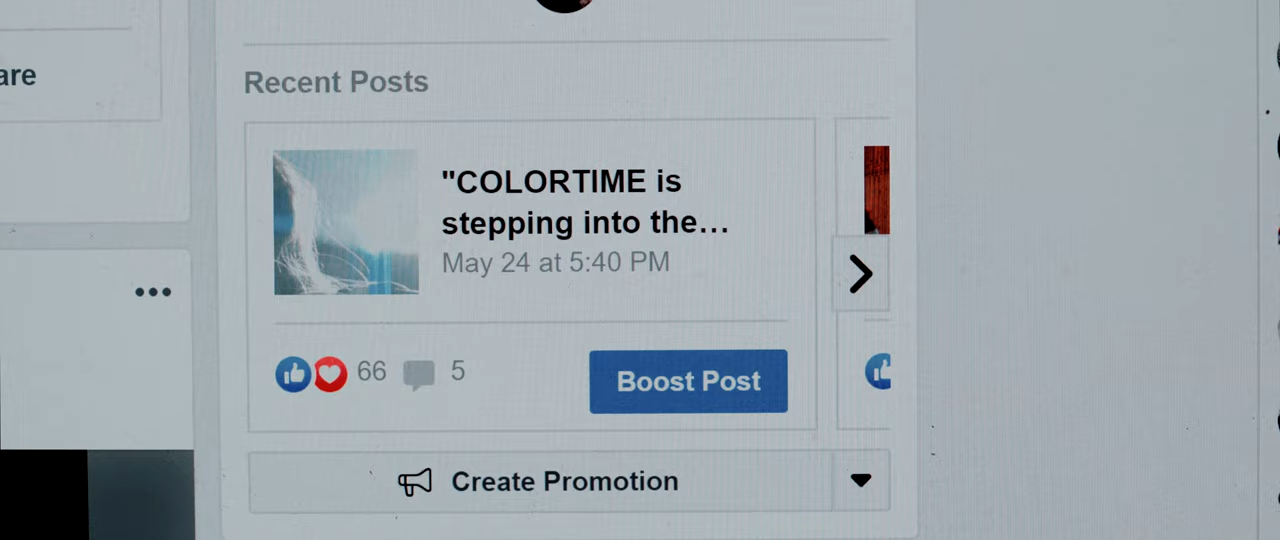 are
Recent Posts
"COLORTIME is
stepping into the...
May 24 at 5:40 PM
66
5
Boost Post
Create Promotion